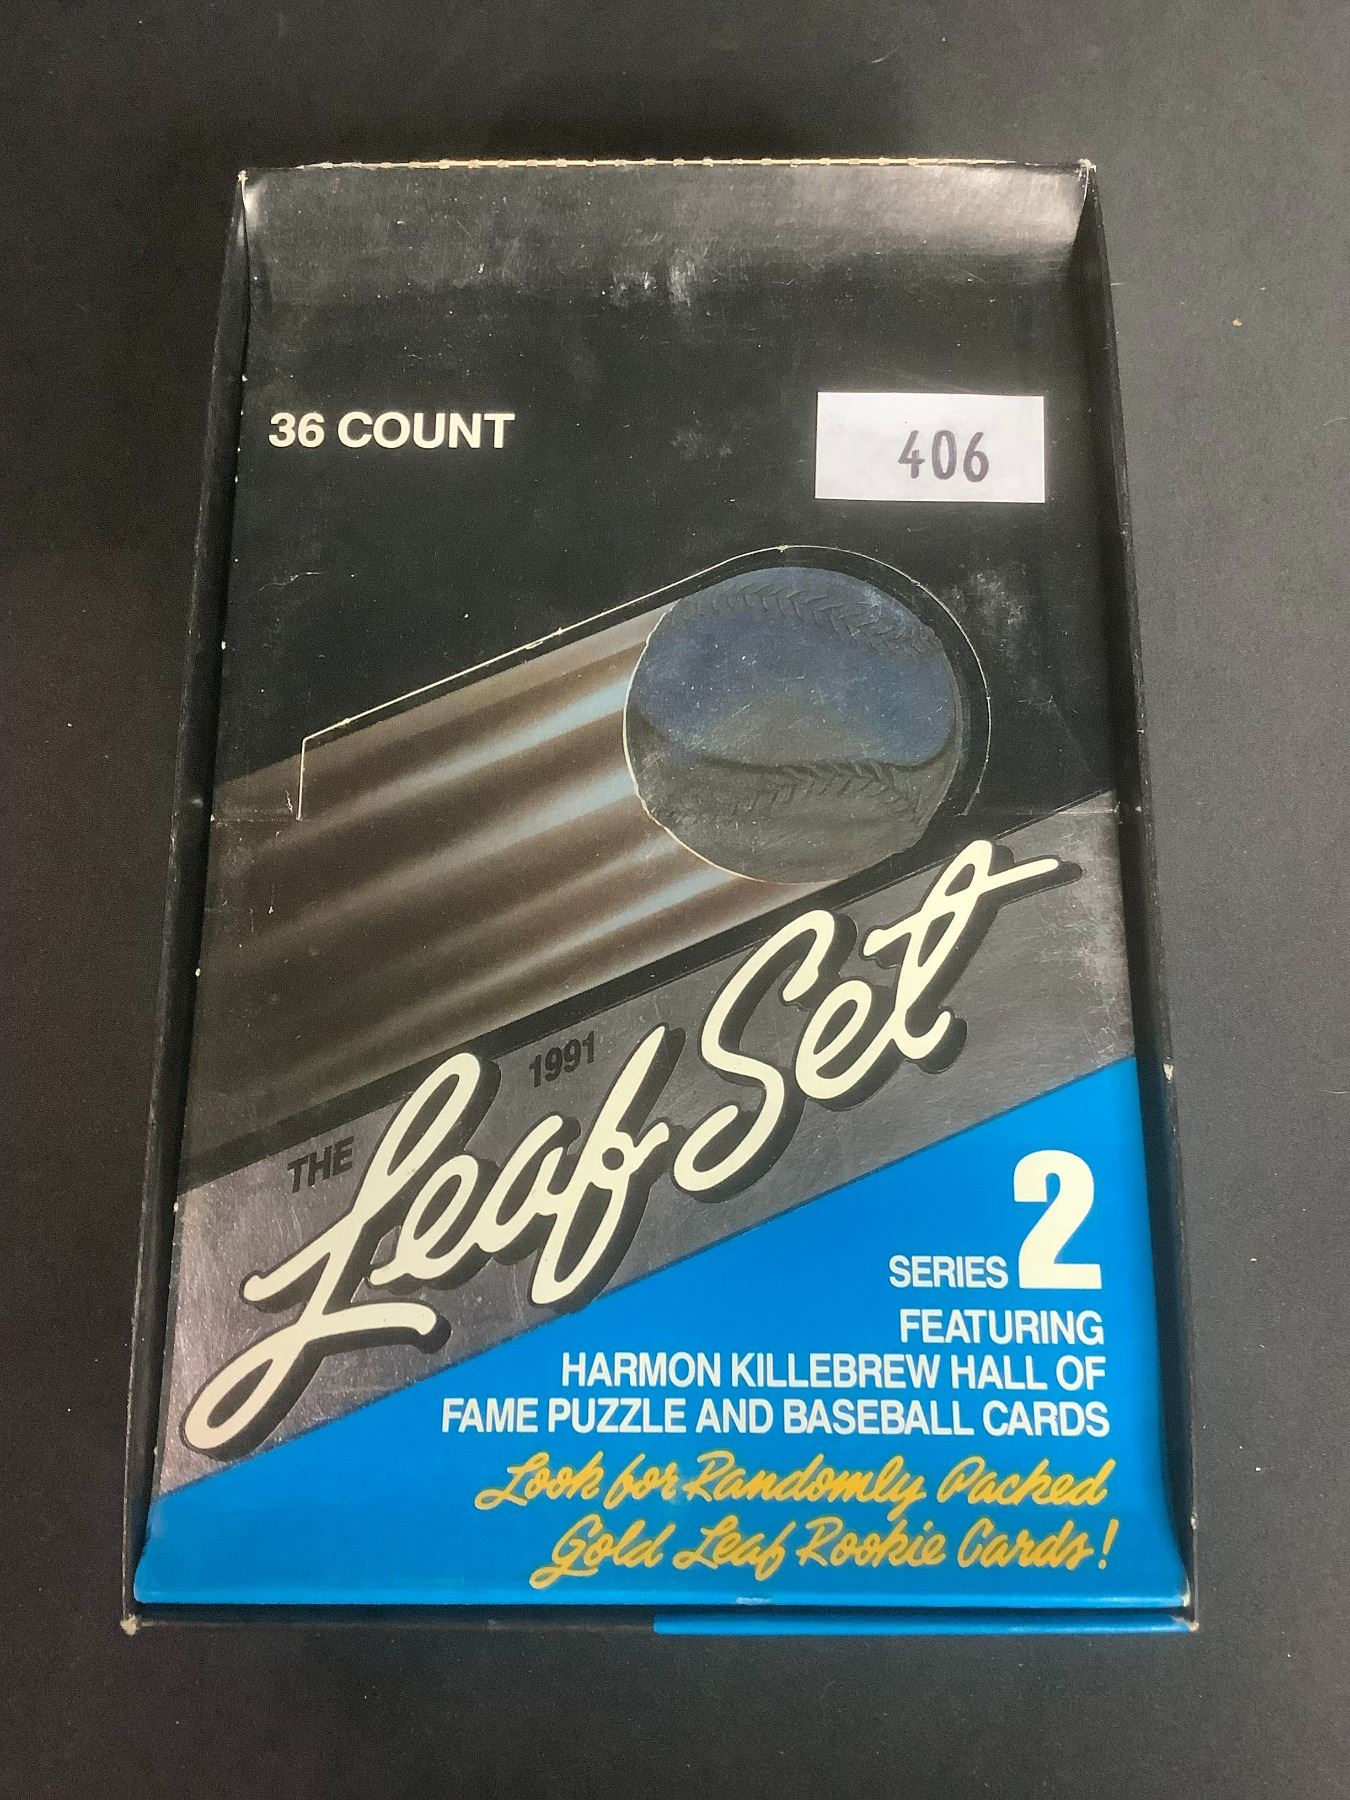 36 COUNT
406
THE Leaf 1991 Set
SERIES 2
FEATURING
HARMON KILLEBREW HALL OF
FAME PUZZLE AND BASEBALL CARDS
Look for Randomly Packed
Gold Leaf Rookie Cards!